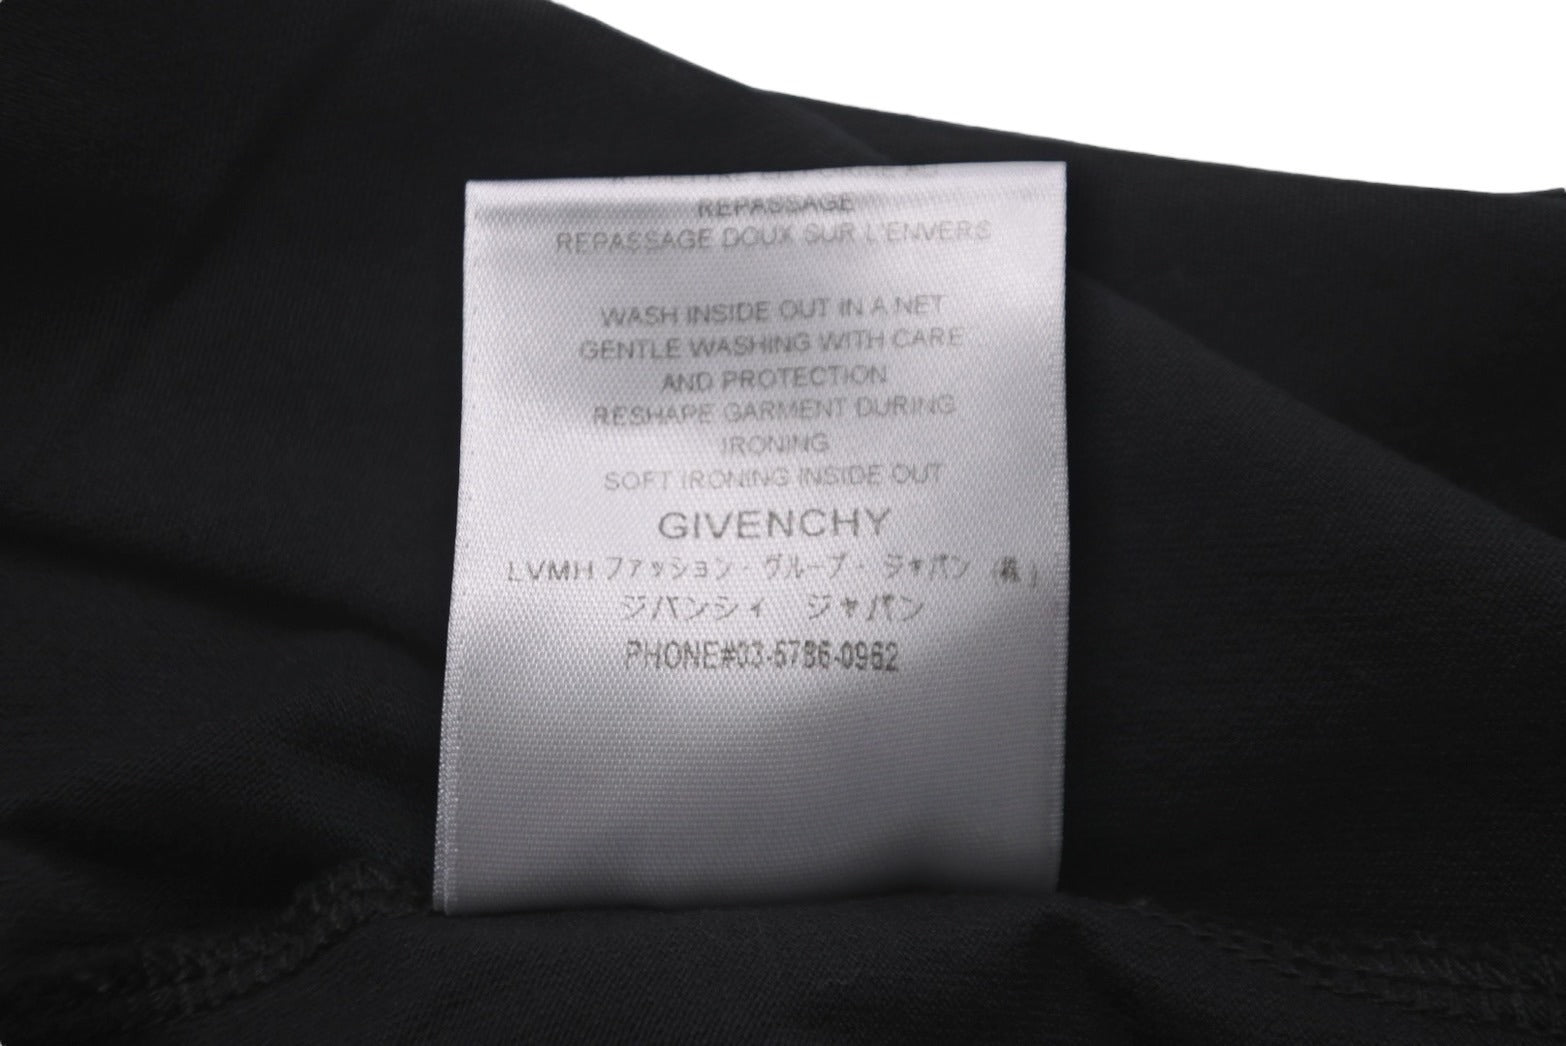 REPASSAGE
REPASSAGE DOUX SUR L'ENVERS
WASH INSIDE OUT IN A NET
GENTLE WASHING WITH CARE
AND PROTECTION
RESHAPE GARMENT DURING
IRONING
SOFT IRONING INSIDE OUT
GIVENCHY
LVMH ファッション・グループ・ジャパン
ジバンシィ ジャパン
PHONE#03-5786-0962